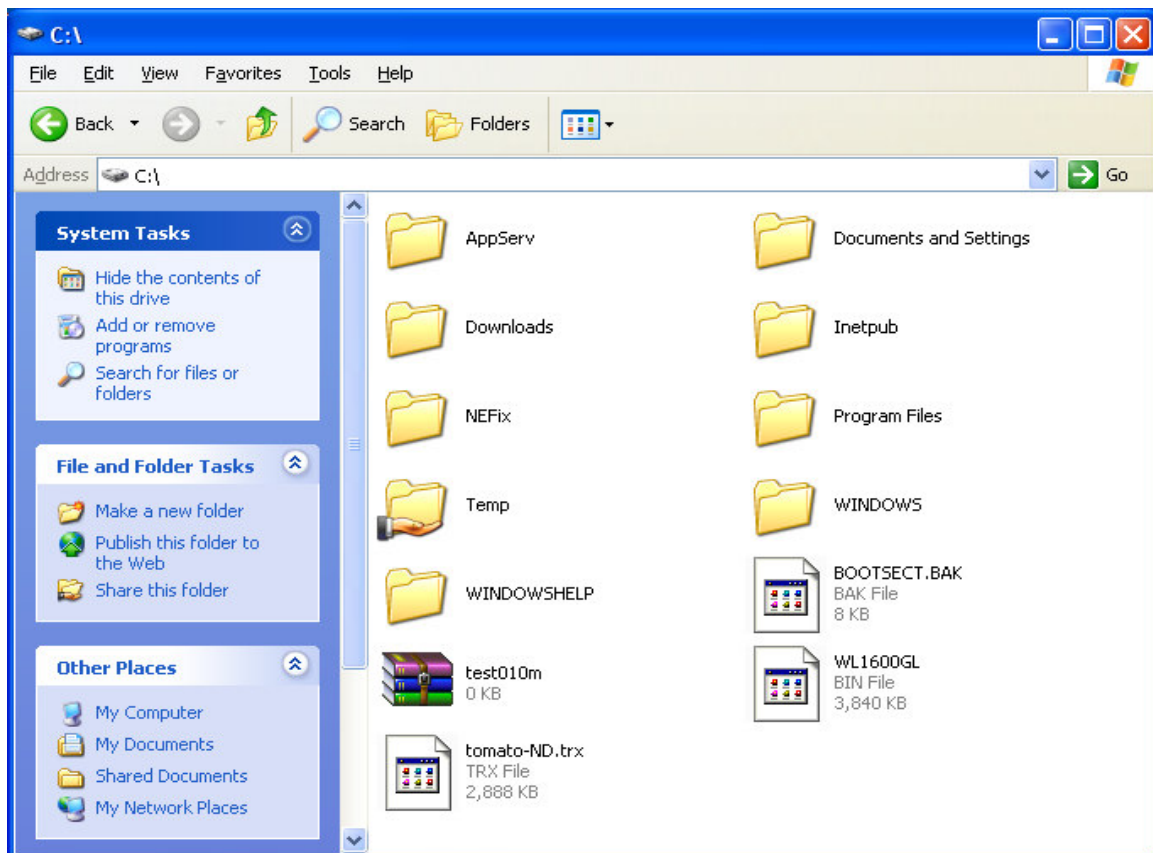 C:\
File Edit View Favorites Tools Help
Back Search Folders
Address C:\ Go
System Tasks
Hide the contents of
this drive
Add or remove
programs
Search for files or
folders
File and Folder Tasks
Make a new folder
Publish this folder to
the Web
Share this folder
Other Places
My Computer
My Documents
Shared Documents
My Network Places
AppServ
Documents and Settings
Downloads
Inetpub
NEFix
Program Files
Temp
WINDOWS
WINDOWSHELP
BOOTSECT.BAK
BAK File
8 KB
test010m
0 KB
WL1600GL
BIN File
3,840 KB
tomato-ND.trx
TRX File
2,888 KB